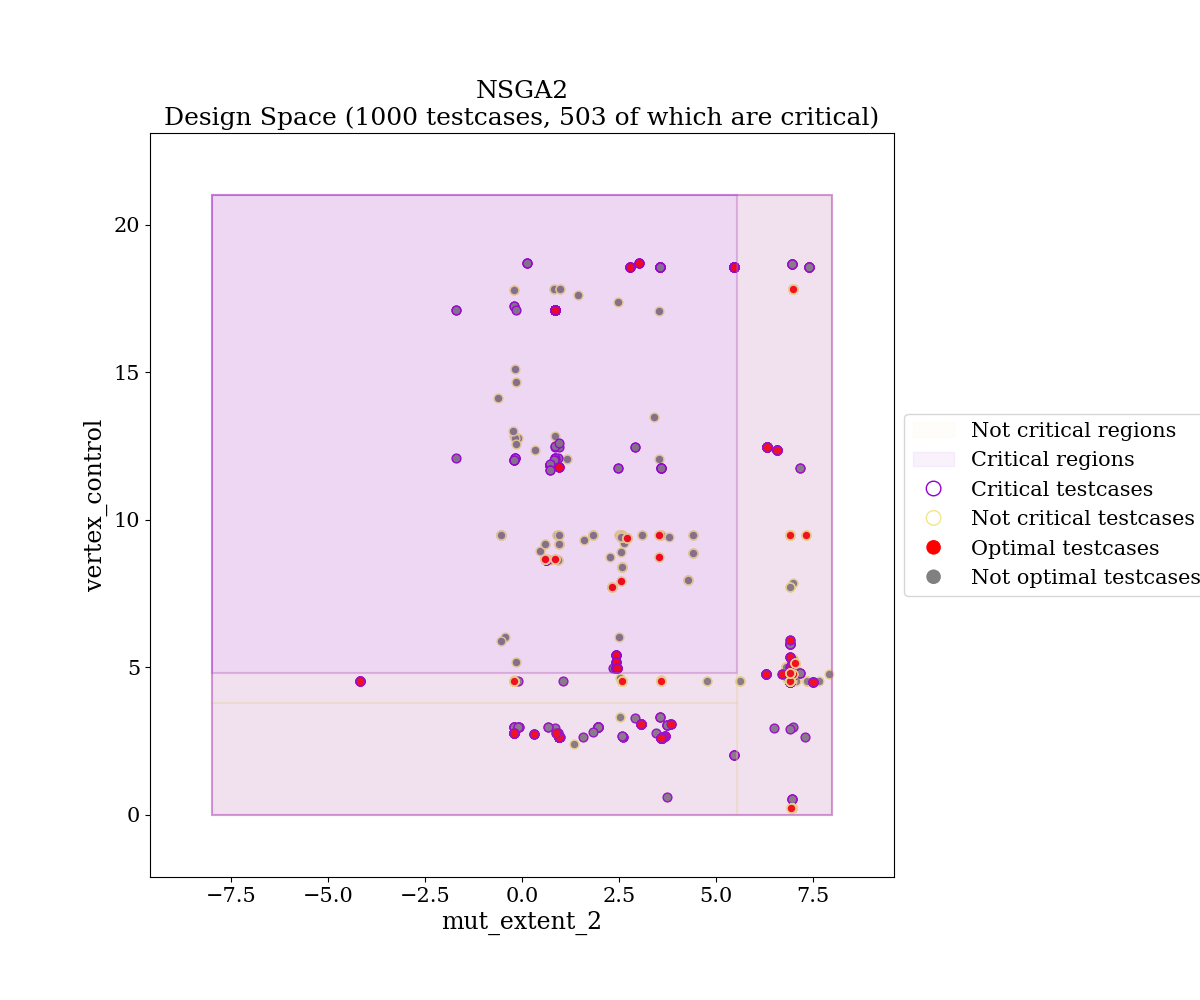 NSGA2
Design Space (1000 testcases, 503 of which are critical)
vertex_control
20
15
10
5
0
−7.5
−5.0
−2.5
0.0
2.5
5.0
7.5
mut_extent_2
Not critical regions
Critical regions
Critical testcases
Not critical testcases
Optimal testcases
Not optimal testcases